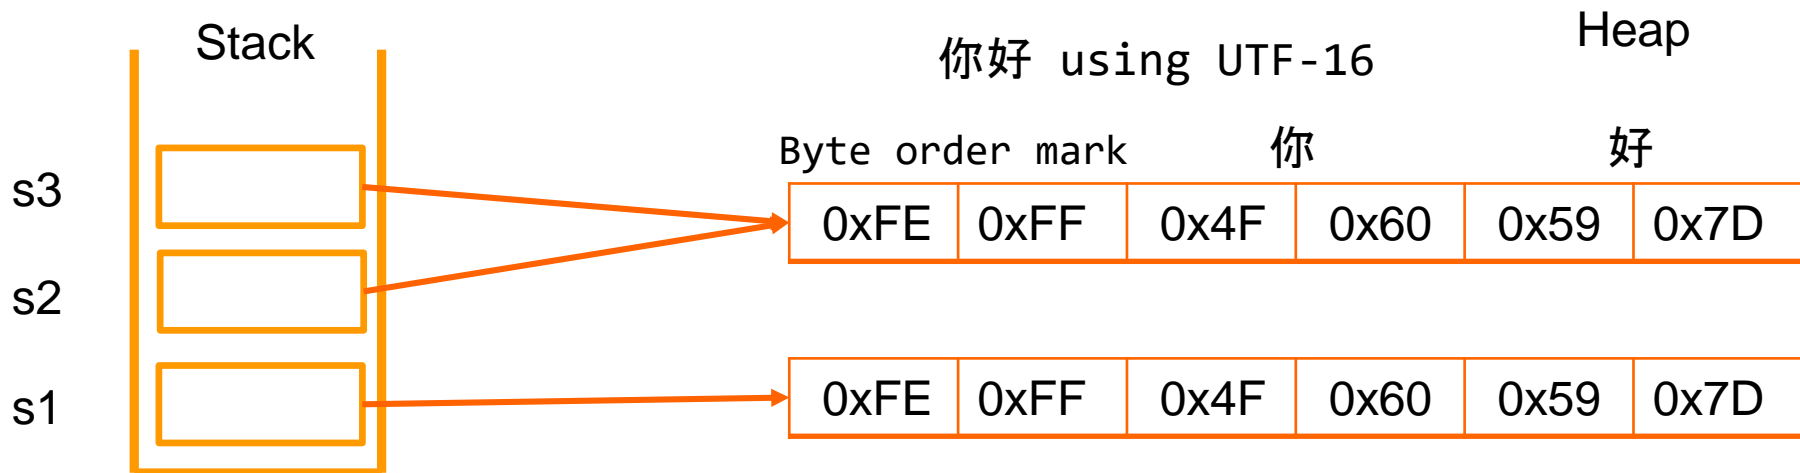 Stack
Heap
你好 using UTF-16
Byte order mark 你 好
s3
0xFE 0xFF 0x4F 0x60 0x59 0x7D
s2
s1
0xFE 0xFF 0x4F 0x60 0x59 0x7D